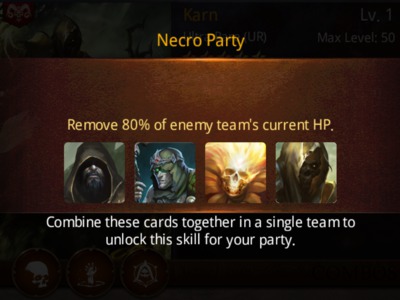 Karn
Lv. 1
Necro Party
(UR)
Max Level: 50
Remove 80% of enemy team's current HP.
Combine these cards together in a single team to
unlock this skill for your party.